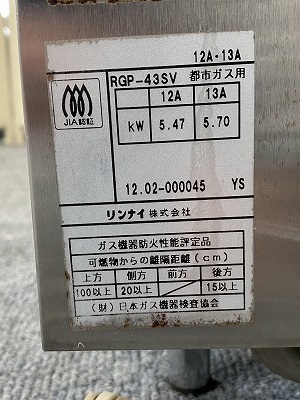 12A・13A
RGP-43SV 都市ガス用
12A 13A
kW 5.47 5.70
JIA認証
12.02-000045 YS
リンナイ株式会社
ガス機器防火性能評定品
可燃物からの離隔距離(cm)
上方 側方 前方 後方
100以上 20以上 15以上
(財)日本ガス機器検査協会